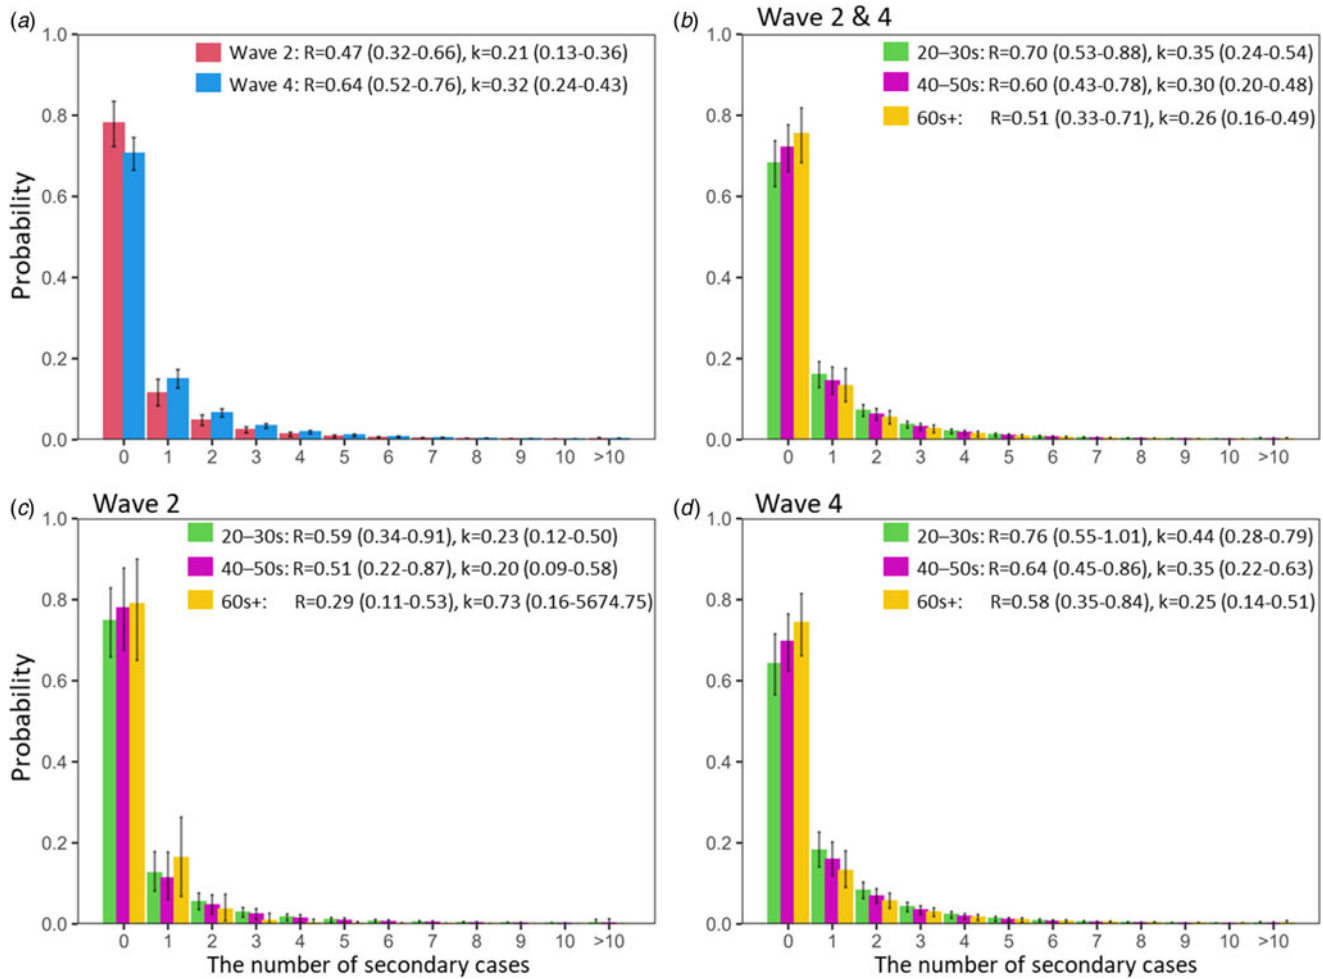 (a)
Wave 2: R=0.47 (0.32-0.66), k=0.21 (0.13-0.36)
Wave 4: R=0.64 (0.52-0.76), k=0.32 (0.24-0.43)
1.0
0.8
0.6
0.4
0.2
0.0
Probability
0 1 2 3 4 5 6 7 8 9 10 >10
(b) Wave 2 & 4
20–30s: R=0.70 (0.53-0.88), k=0.35 (0.24-0.54)
40–50s: R=0.60 (0.43-0.78), k=0.30 (0.20-0.48)
60s+: R=0.51 (0.33-0.71), k=0.26 (0.16-0.49)
1.0
0.8
0.6
0.4
0.2
0.0
0 1 2 3 4 5 6 7 8 9 10 >10
(c) Wave 2
20–30s: R=0.59 (0.34-0.91), k=0.23 (0.12-0.50)
40–50s: R=0.51 (0.22-0.87), k=0.20 (0.09-0.58)
60s+: R=0.29 (0.11-0.53), k=0.73 (0.16-5674.75)
1.0
0.8
0.6
0.4
0.2
0.0
Probability
0 1 2 3 4 5 6 7 8 9 10 >10
The number of secondary cases
(d) Wave 4
20–30s: R=0.76 (0.55-1.01), k=0.44 (0.28-0.79)
40–50s: R=0.64 (0.45-0.86), k=0.35 (0.22-0.63)
60s+: R=0.58 (0.35-0.84), k=0.25 (0.14-0.51)
1.0
0.8
0.6
0.4
0.2
0.0
0 1 2 3 4 5 6 7 8 9 10 >10
The number of secondary cases